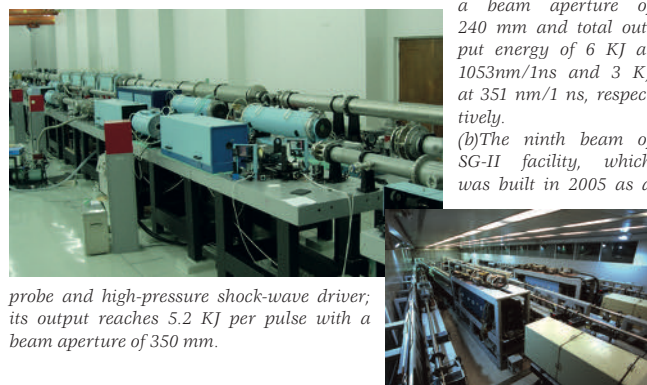 a beam aperture of
240 mm and total out-
put energy of 6 KJ at
1053nm/1ns and 3 KJ
at 351 nm/1 ns, respec
tively.
(b)The ninth beam of
SG-II facility, which
was built in 2005 as a
probe and high-pressure shock-wave driver;
its output reaches 5.2 KJ per pulse with a
beam aperture of 350 mm.